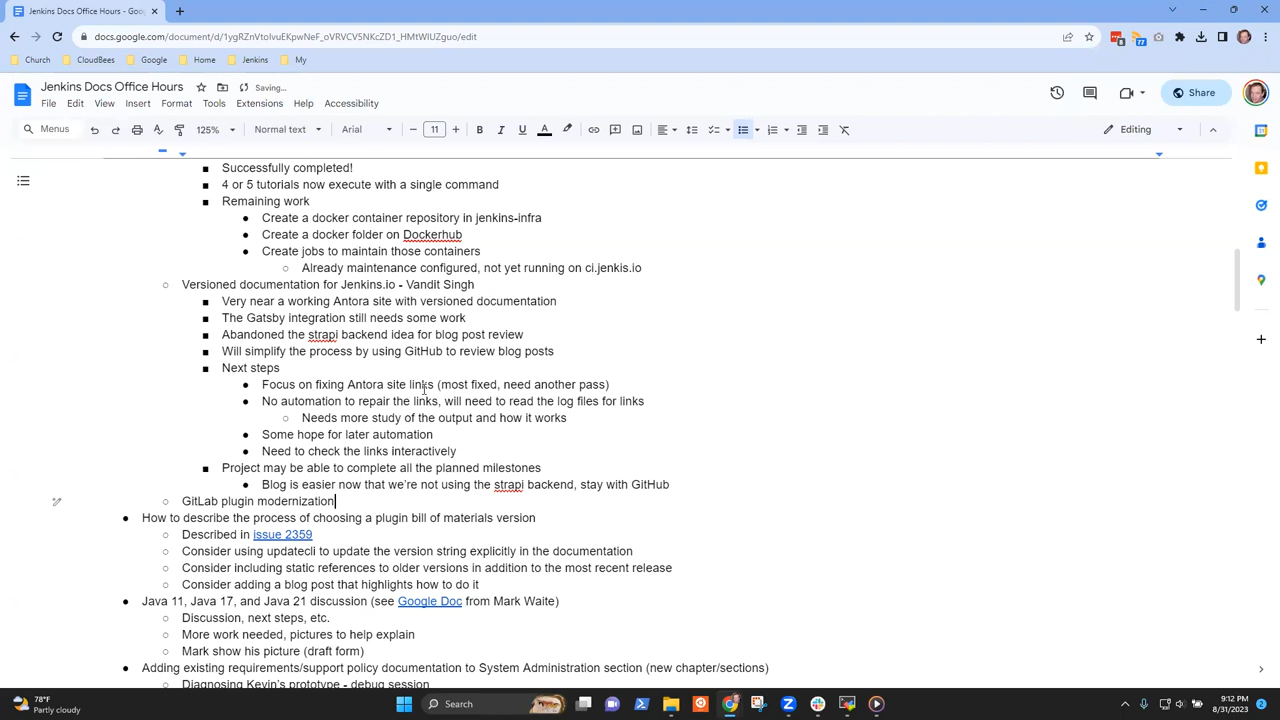 Jenkins Docs Office Hours - Goo
docs.google.com/document/d/1ygRZnVtoIvuEKpwNeF_oVRVCV5NKcZD1_HMtWlUZguo/edit
Church
CloudBees
Google
Home
Jenkins
My
Jenkins Docs Office Hours
Saving...
File Edit View Insert Format Tools Extensions Help Accessibility
Share
Menus
125%
Normal text
Arial
11
Editing
Successfully completed!
4 or 5 tutorials now execute with a single command
Remaining work
Create a docker container repository in jenkins-infra
Create a docker folder on Dockerhub
Create jobs to maintain those containers
Already maintenance configured, not yet running on ci.jenkis.io
Versioned documentation for Jenkins.io - Vandit Singh
Very near a working Antora site with versioned documentation
The Gatsby integration still needs some work
Abandoned the strapi backend idea for blog post review
Will simplify the process by using GitHub to review blog posts
Next steps
Focus on fixing Antora site links (most fixed, need another pass)
No automation to repair the links, will need to read the log files for links
Needs more study of the output and how it works
Some hope for later automation
Need to check the links interactively
Project may be able to complete all the planned milestones
Blog is easier now that we're not using the strapi backend, stay with GitHub
GitLab plugin modernization
How to describe the process of choosing a plugin bill of materials version
Described in issue 2359
Consider using updatecli to update the version string explicitly in the documentation
Consider including static references to older versions in addition to the most recent release
Consider adding a blog post that highlights how to do it
Java 11, Java 17, and Java 21 discussion (see Google Doc from Mark Waite)
Discussion, next steps, etc.
More work needed, pictures to help explain
Mark show his picture (draft form)
Adding existing requirements/support policy documentation to System Administration section (new chapter/sections)
Diagnosing Kevin's prototype - debug session
78°F
Partly cloudy
Search
9:12 PM
8/31/2023